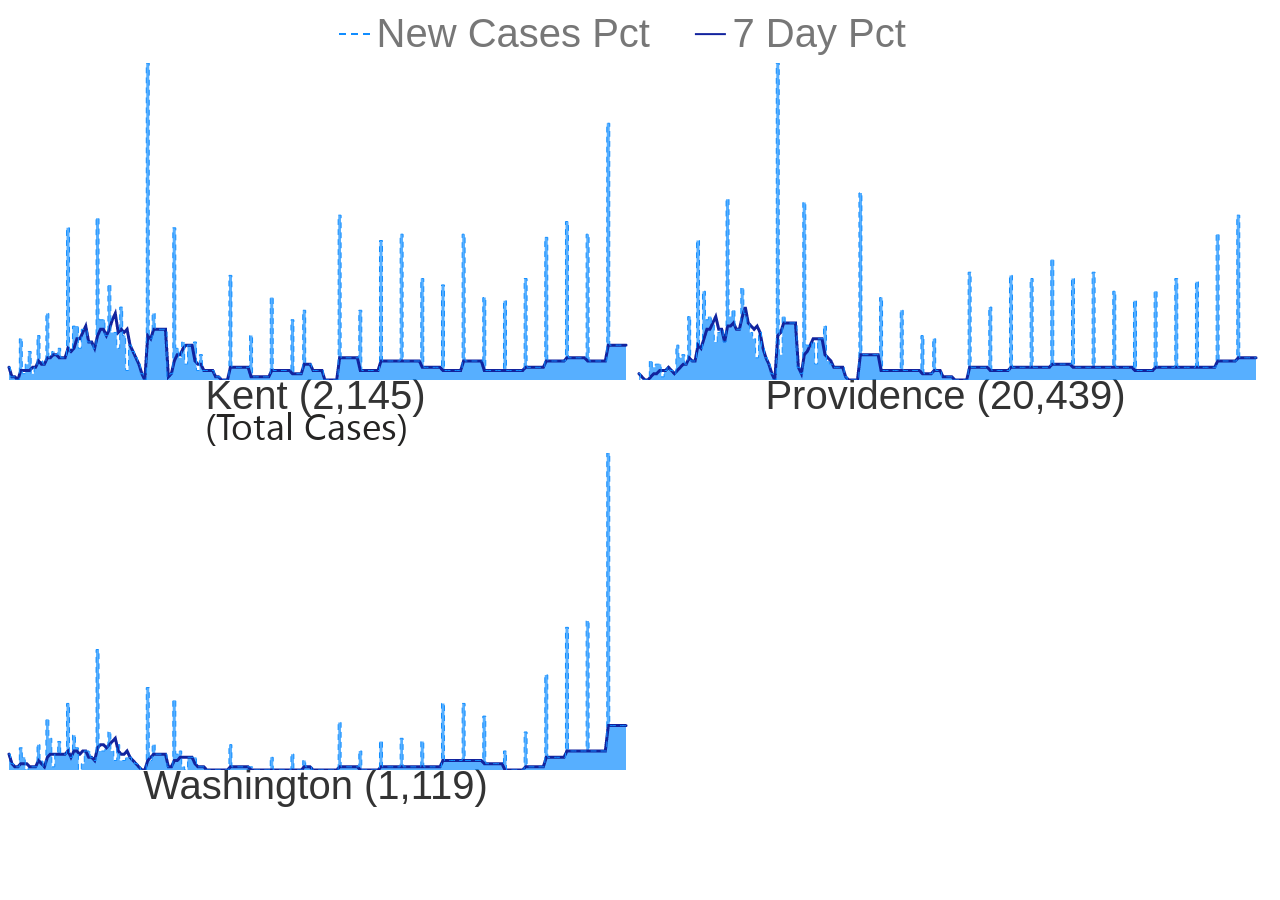 New Cases Pct 7 Day Pct
Kent (2,145)
(Total Cases)
Providence (20,439)
Washington (1,119)